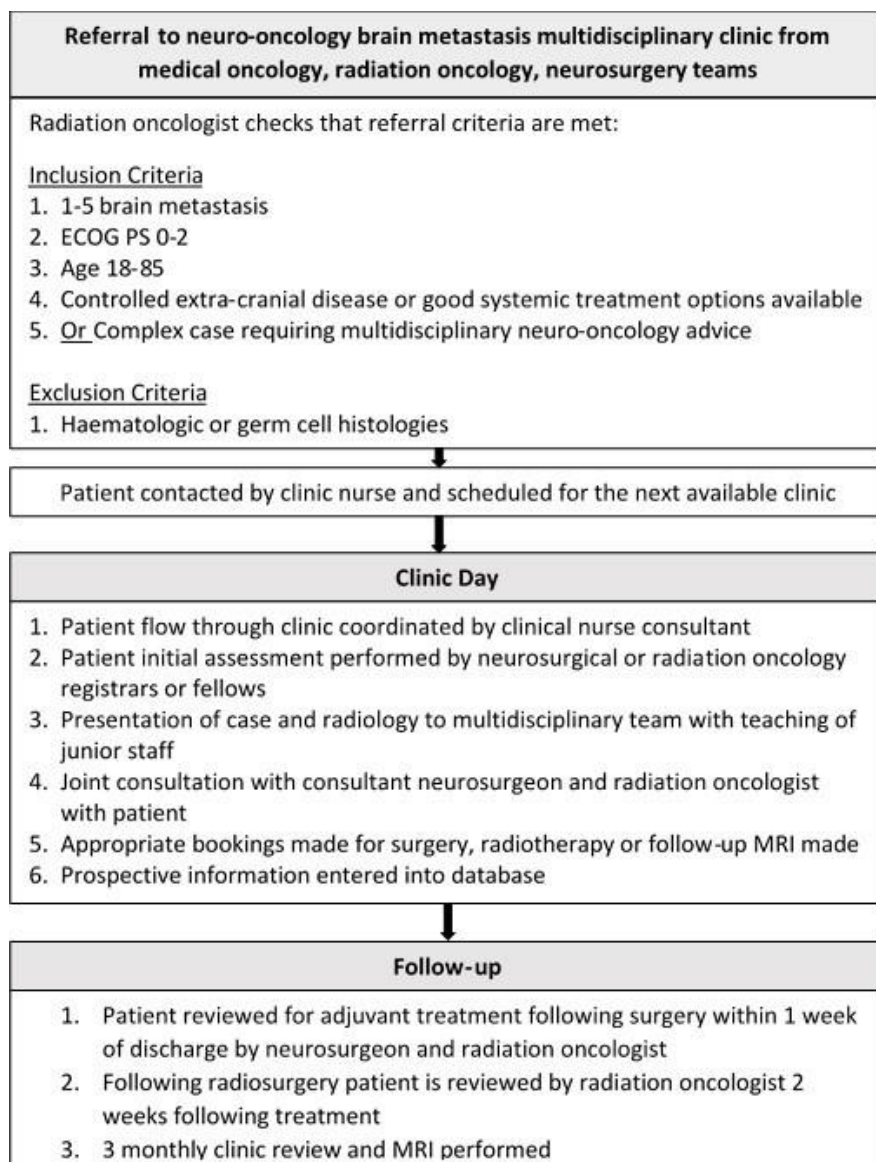 Referral to neuro-oncology brain metastasis multidisciplinary clinic from
medical oncology, radiation oncology, neurosurgery teams
Radiation oncologist checks that referral criteria are met:
Inclusion Criteria
1. 1-5 brain metastasis
2. ECOG PS 0-2
3. Age 18-85
4. Controlled extra-cranial disease or good systemic treatment options available
5. Or Complex case requiring multidisciplinary neuro-oncology advice
Exclusion Criteria
1. Haematologic or germ cell histologies
Patient contacted by clinic nurse and scheduled for the next available clinic
Clinic Day
1. Patient flow through clinic coordinated by clinical nurse consultant
2. Patient initial assessment performed by neurosurgical or radiation oncology
registrars or fellows
3. Presentation of case and radiology to multidisciplinary team with teaching of
junior staff
4. Joint consultation with consultant neurosurgeon and radiation oncologist
with patient
5. Appropriate bookings made for surgery, radiotherapy or follow-up MRI made
6. Prospective information entered into database
Follow-up
1. Patient reviewed for adjuvant treatment following surgery within 1 week
of discharge by neurosurgeon and radiation oncologist
2. Following radiosurgery patient is reviewed by radiation oncologist 2
weeks following treatment
3. 3 monthly clinic review and MRI performed